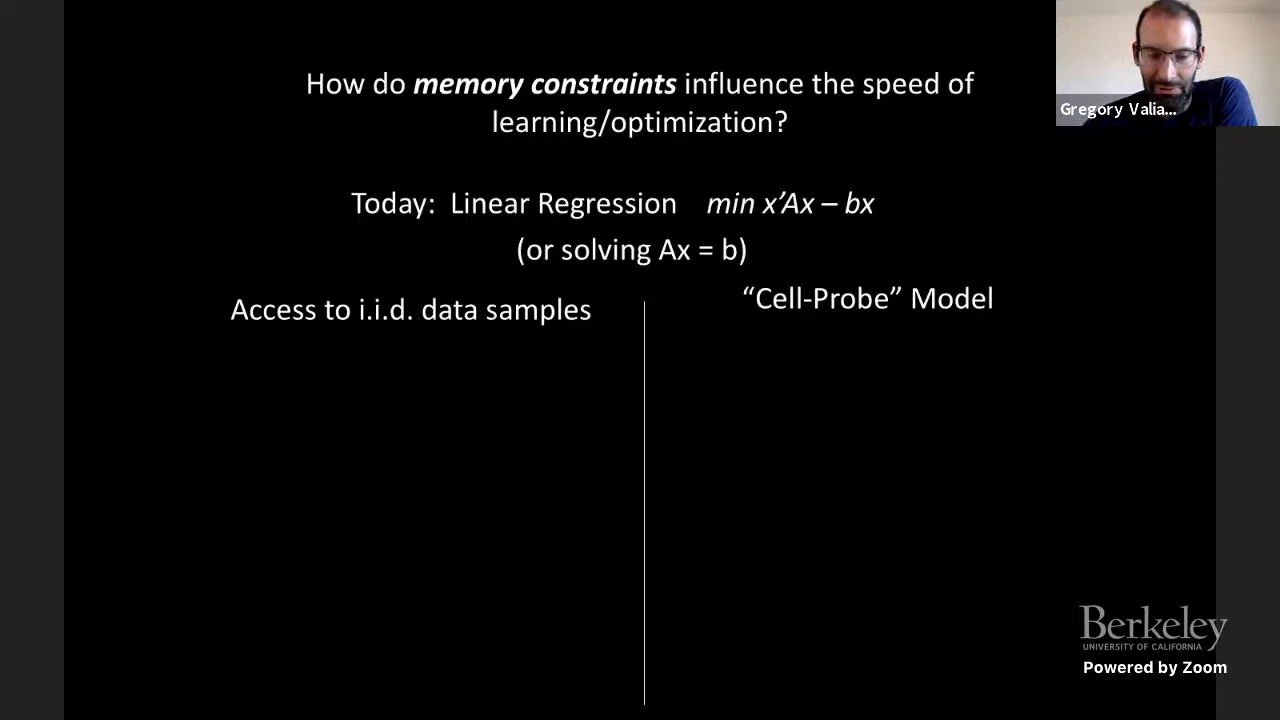 How do memory constraints influence the speed of
learning/optimization?
Gregory Valia...
Today: Linear Regression min x’Ax – bx
(or solving Ax = b)
Access to i.i.d. data samples
“Cell-Probe” Model
Berkeley
UNIVERSITY OF CALIFORNIA
Powered by Zoom